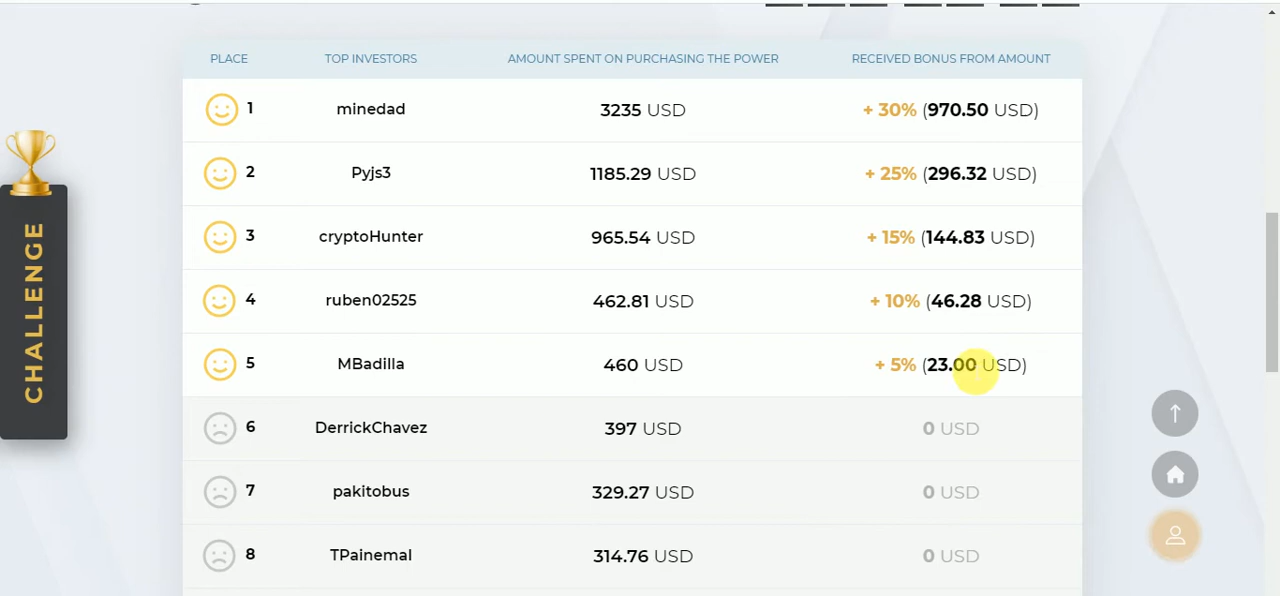 PLACE TOP INVESTORS AMOUNT SPENT ON PURCHASING THE POWER RECEIVED BONUS FROM AMOUNT
1 minedad 3235 USD + 30% (970.50 USD)
2 Pyjs3 1185.29 USD + 25% (296.32 USD)
3 cryptoHunter 965.54 USD + 15% (144.83 USD)
4 ruben02525 462.81 USD + 10% (46.28 USD)
5 MBadilla 460 USD + 5% (23.00 USD)
6 DerrickChavez 397 USD 0 USD
7 pakitobus 329.27 USD 0 USD
8 TPainemal 314.76 USD 0 USD
CHALLENGE